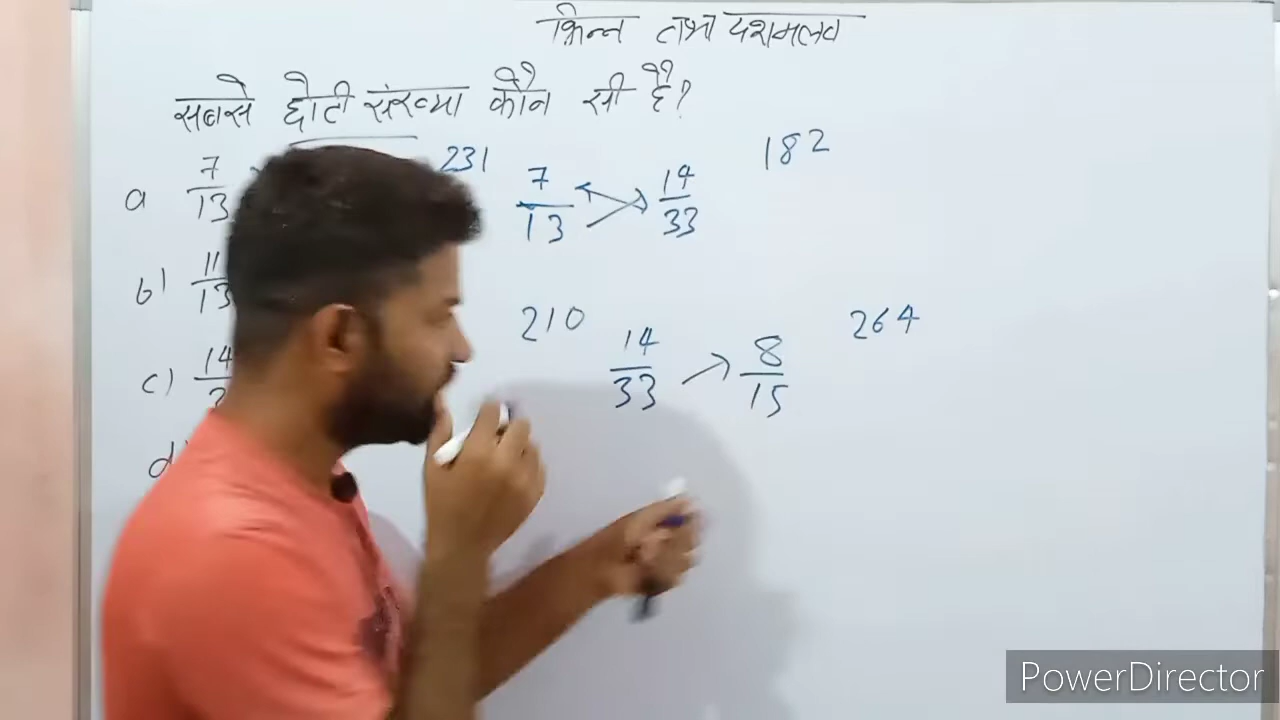 भिन्न तथा दशमलव
सबसे छोटी संख्या कौन सी है?
a 7/13
b) 11/13
c) 14/3
d)
231 7/13 14/33 182
210 14/33 8/15 264
PowerDirector